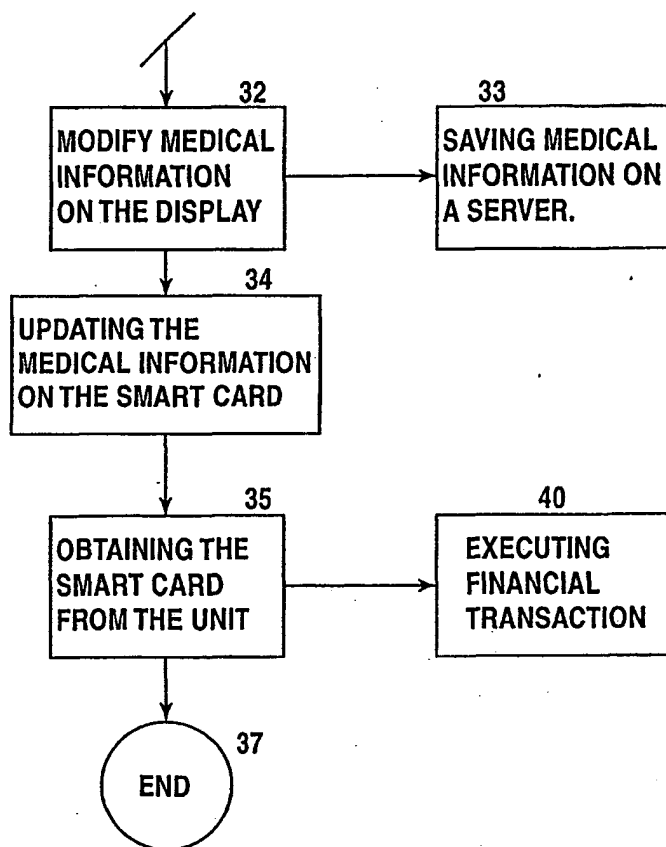 32
MODIFY MEDICAL
INFORMATION
ON THE DISPLAY
33
SAVING MEDICAL
INFORMATION ON
A SERVER.
34
UPDATING THE
MEDICAL INFORMATION
ON THE SMART CARD
35
OBTAINING THE
SMART CARD
FROM THE UNIT
40
EXECUTING
FINANCIAL
TRANSACTION
37
END